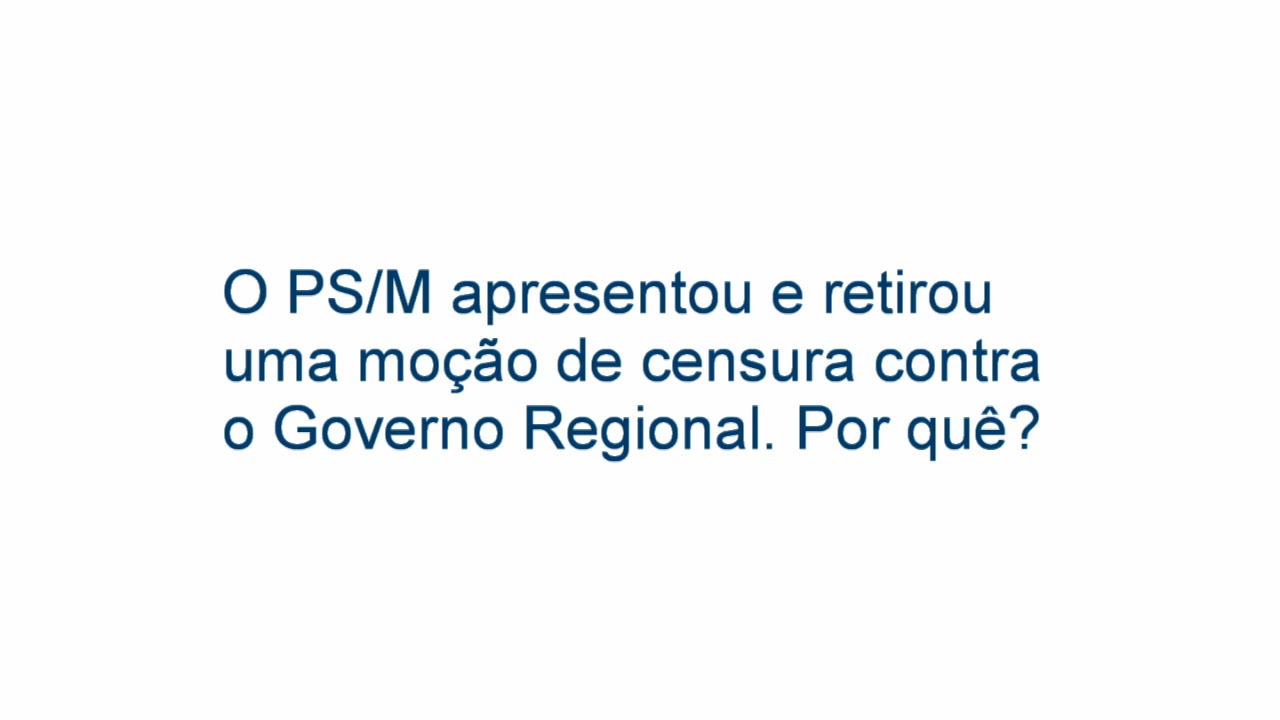 O PS/M apresentou e retirou
uma moção de censura contra
o Governo Regional. Por quê?